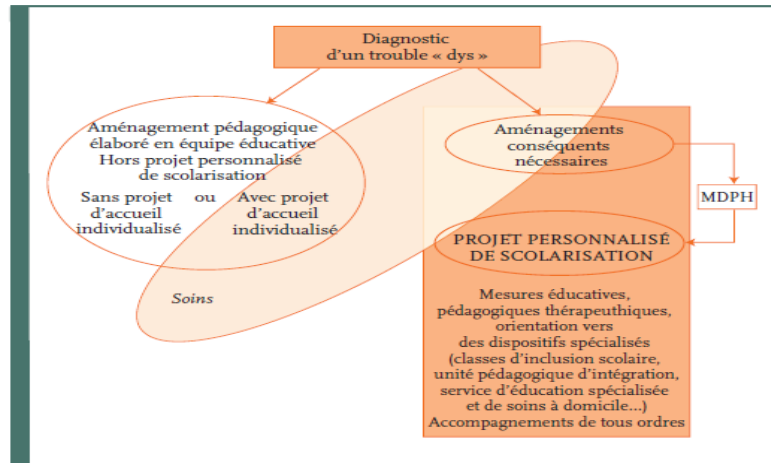 Diagnostic
d'un trouble « dys »
Aménagement pédagogique
élaboré en équipe éducative
Hors projet personnalisé
de scolarisation
Sans projet ou Avec projet
d'accueil d'accueil
individualisé individualisé
Soins
Aménagements
conséquents
nécessaires
MDPH
PROJET PERSONNALISÉ
DE SCOLARISATION
Mesures éducatives,
pédagogiques thérapeuthiques,
orientation vers
des dispositifs spécialisés
(classes d'inclusion scolaire,
unité pédagogique d'intégration,
service d'éducation spécialisée
et de soins à domicile...)
Accompagnements de tous ordres